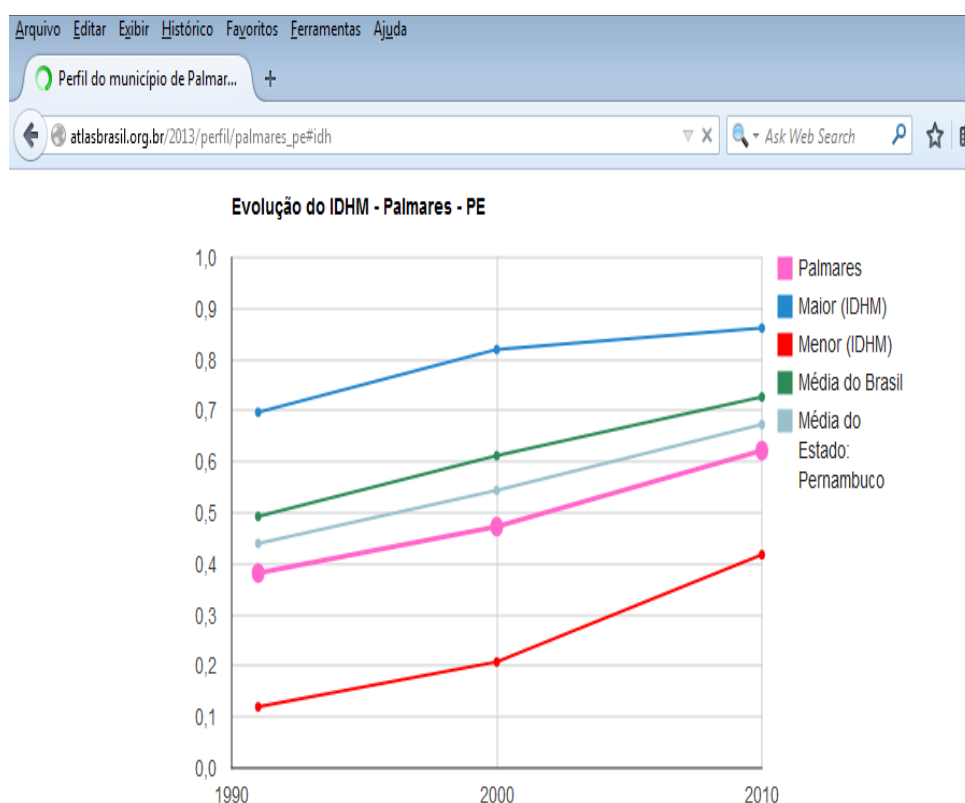 Arquivo Editar Exibir Histórico Favoritos Ferramentas Ajuda
Perfil do município de Palmar... +
atlasbrasil.org.br/2013/perfil/palmares_pe#idh
Ask Web Search
Evolução do IDHM - Palmares - PE
1,0
0,9
0,8
0,7
0,6
0,5
0,4
0,3
0,2
0,1
0,0
1990 2000 2010
Palmares
Maior (IDHM)
Menor (IDHM)
Média do Brasil
Média do
Estado:
Pernambuco